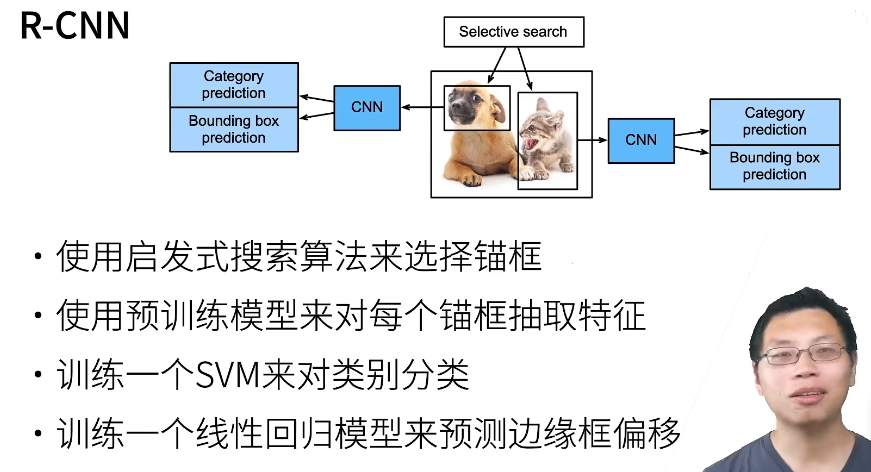 R-CNN
Selective search
Category
prediction
Bounding box
prediction
CNN
CNN
Category
prediction
Bounding box
prediction
• 使用启发式搜索算法来选择锚框
• 使用预训练模型来对每个锚框抽取特征
• 训练一个SVM来对类别分类
• 训练一个线性回归模型来预测边缘框偏移